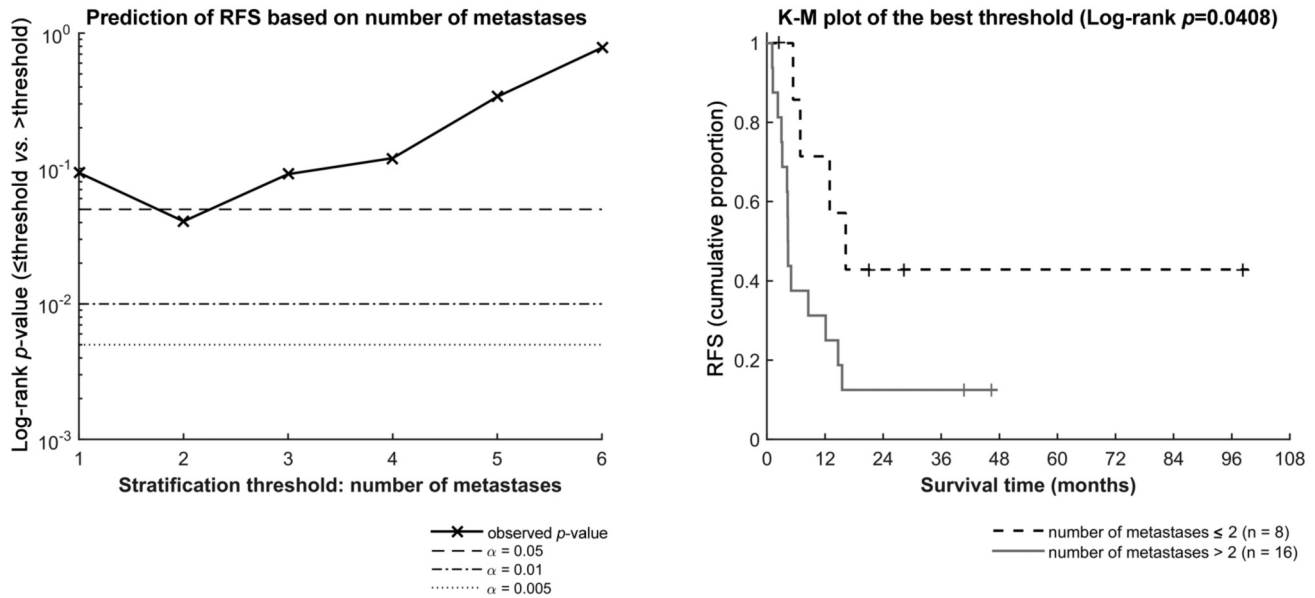 Prediction of RFS based on number of metastases
Log-rank p-value (≤threshold vs. >threshold)
10⁰
10⁻¹
10⁻²
10⁻³
1 2 3 4 5 6
Stratification threshold: number of metastases
observed p-value
α = 0.05
α = 0.01
α = 0.005
K-M plot of the best threshold (Log-rank p=0.0408)
RFS (cumulative proportion)
1
0.8
0.6
0.4
0.2
0
0 12 24 36 48 60 72 84 96 108
Survival time (months)
number of metastases ≤ 2 (n = 8)
number of metastases > 2 (n = 16)